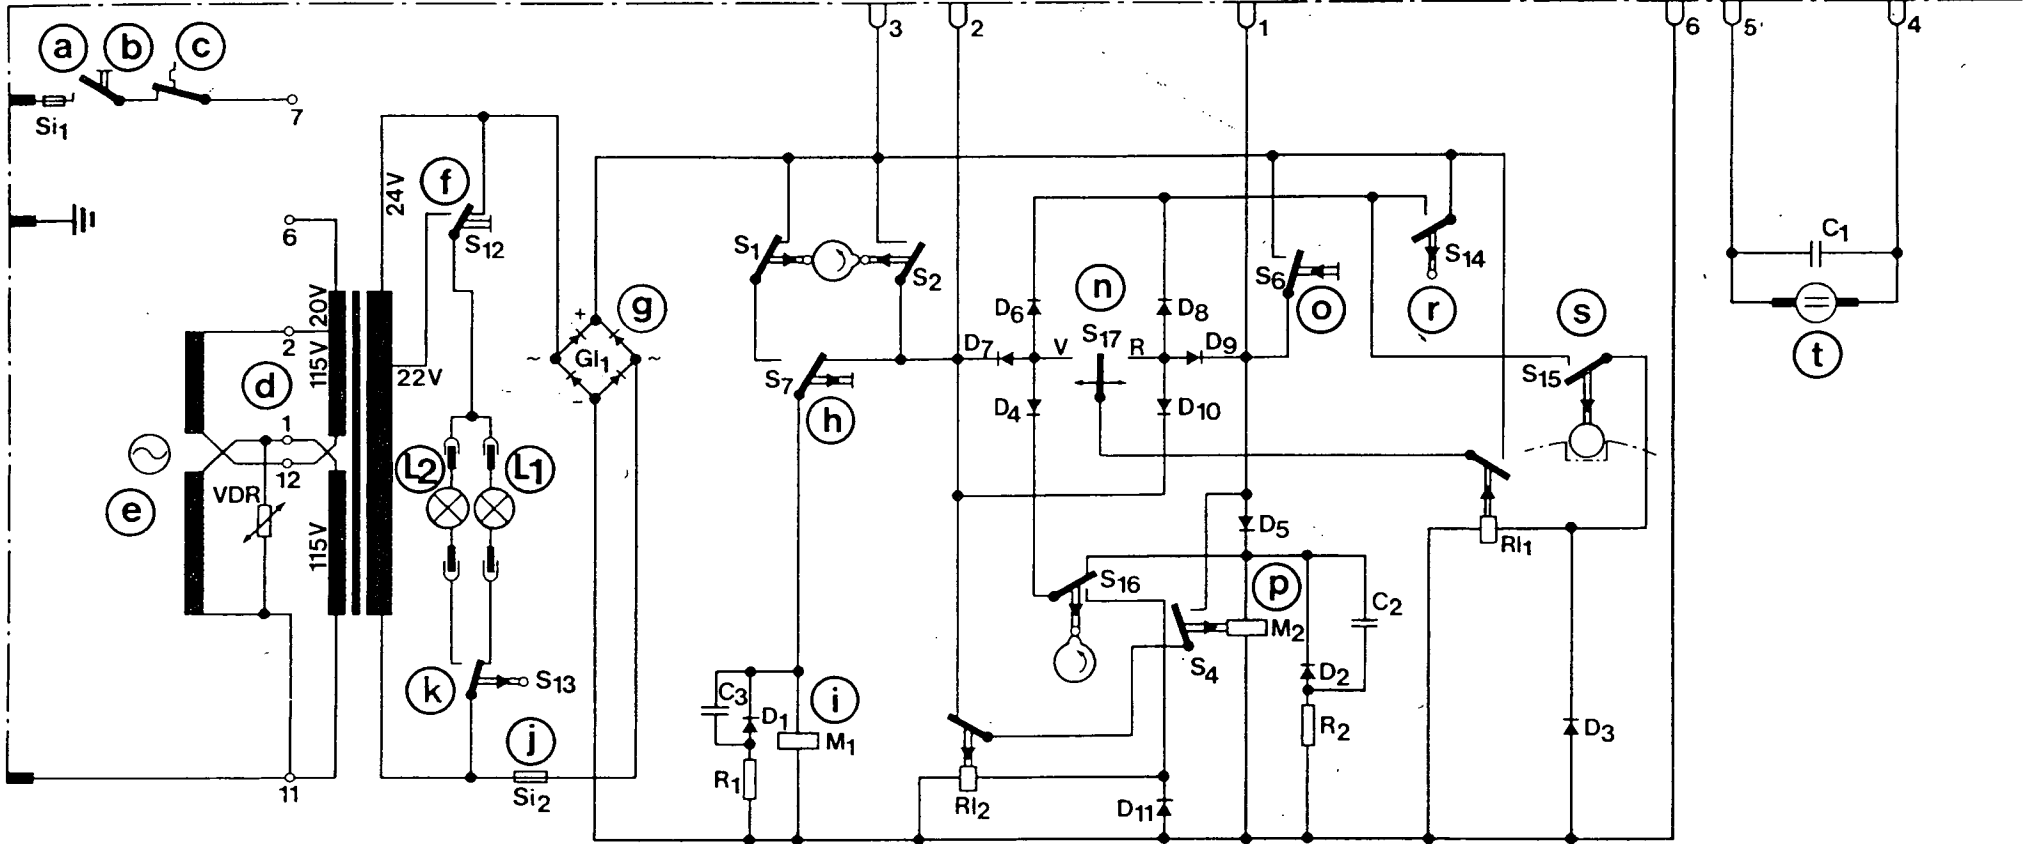 3
2
1
6
5
4
a
b
c
Si1
7
6
2
1
12
11
20V
115V
115V
24V
22V
d
e
VDR
f
S12
g
+
~
Gl1
~
-
L2
L1
k
S13
j
Si2
S1
S2
S7
h
C3
D1
R1
i
M1
n
S17
D6
D7
V
R
D8
D9
D4
D10
S6
o
r
S14
s
S15
Rl1
D5
S16
p
M2
S4
C2
D2
R2
Rl2
D11
D3
C1
t